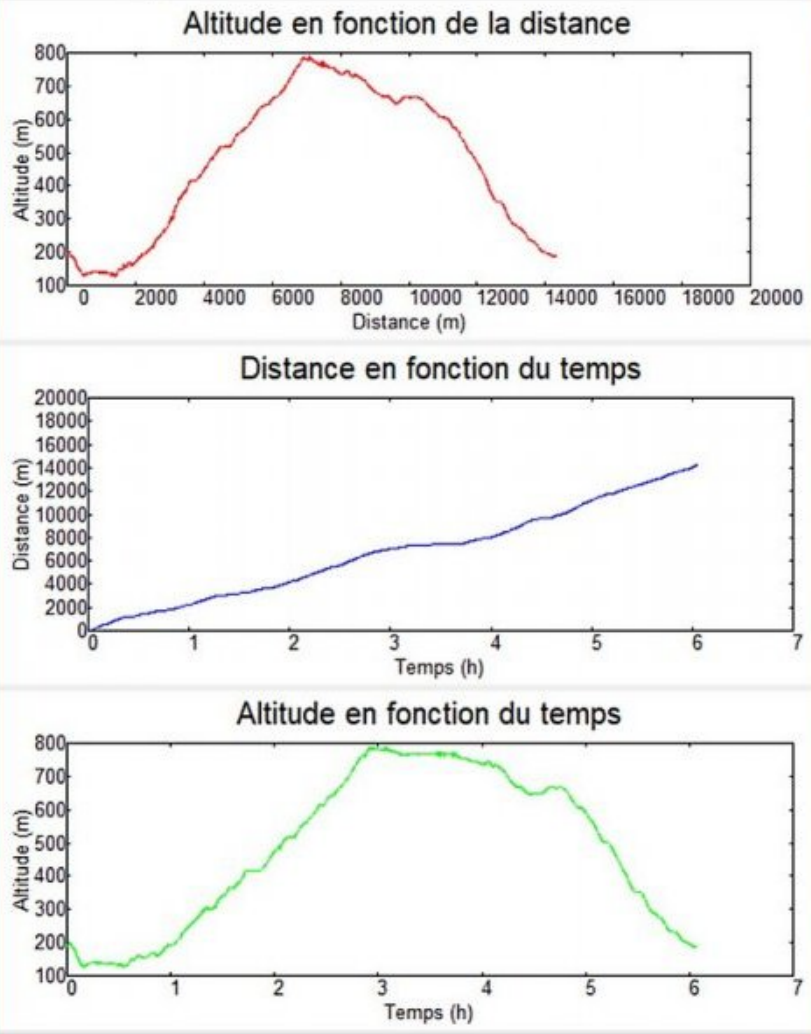 Altitude en fonction de la distance
800
700
600
500
400
300
200
100
Altitude (m)
0 2000 4000 6000 8000 10000 12000 14000 16000 18000 20000
Distance (m)
Distance en fonction du temps
20000
18000
16000
14000
12000
10000
8000
6000
4000
2000
0
Distance (m)
0 1 2 3 4 5 6 7
Temps (h)
Altitude en fonction du temps
800
700
600
500
400
300
200
100
Altitude (m)
0 1 2 3 4 5 6 7
Temps (h)